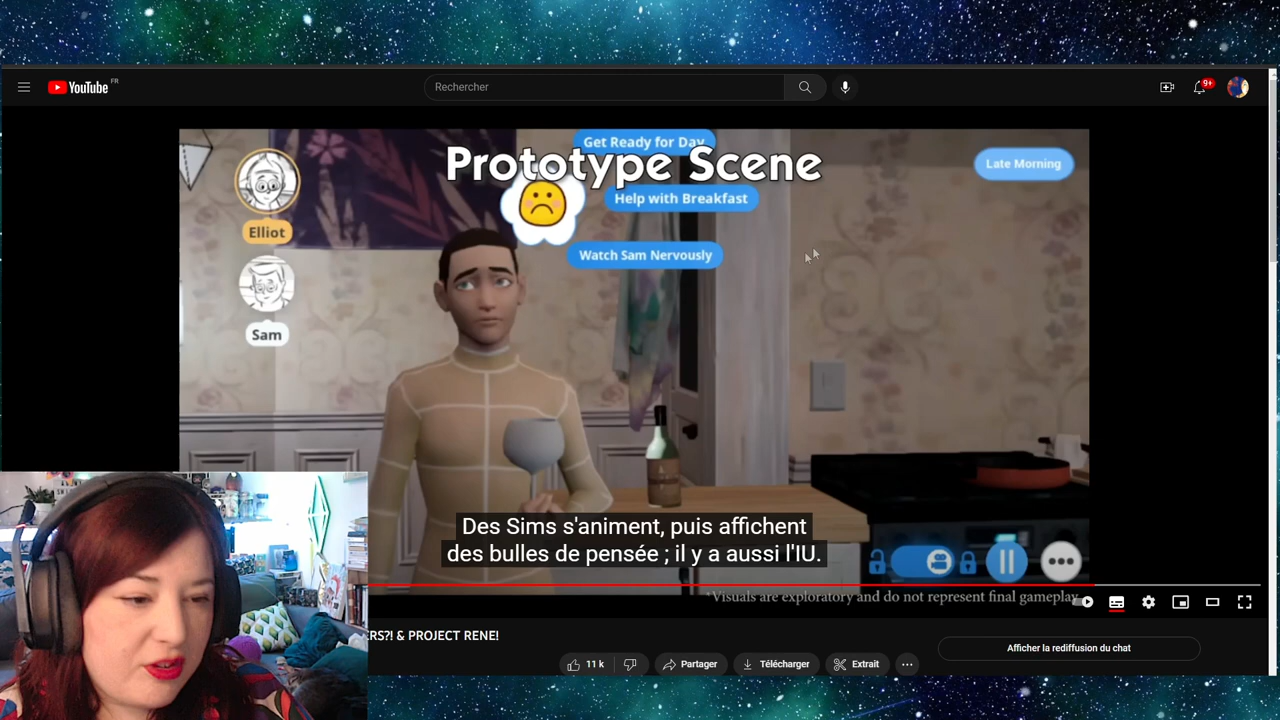 YouTube FR
Rechercher
9+
Get Ready for Day
Prototype Scene
Late Morning
Help with Breakfast
Elliot
Watch Sam Nervously
Sam
Des Sims s'animent, puis affichent
des bulles de pensée ; il y a aussi l'IU.
*Visuals are exploratory and do not represent final gameplay
ERS?! & PROJECT RENE!
Afficher la rediffusion du chat
11 k
Partager
Télécharger
Extrait